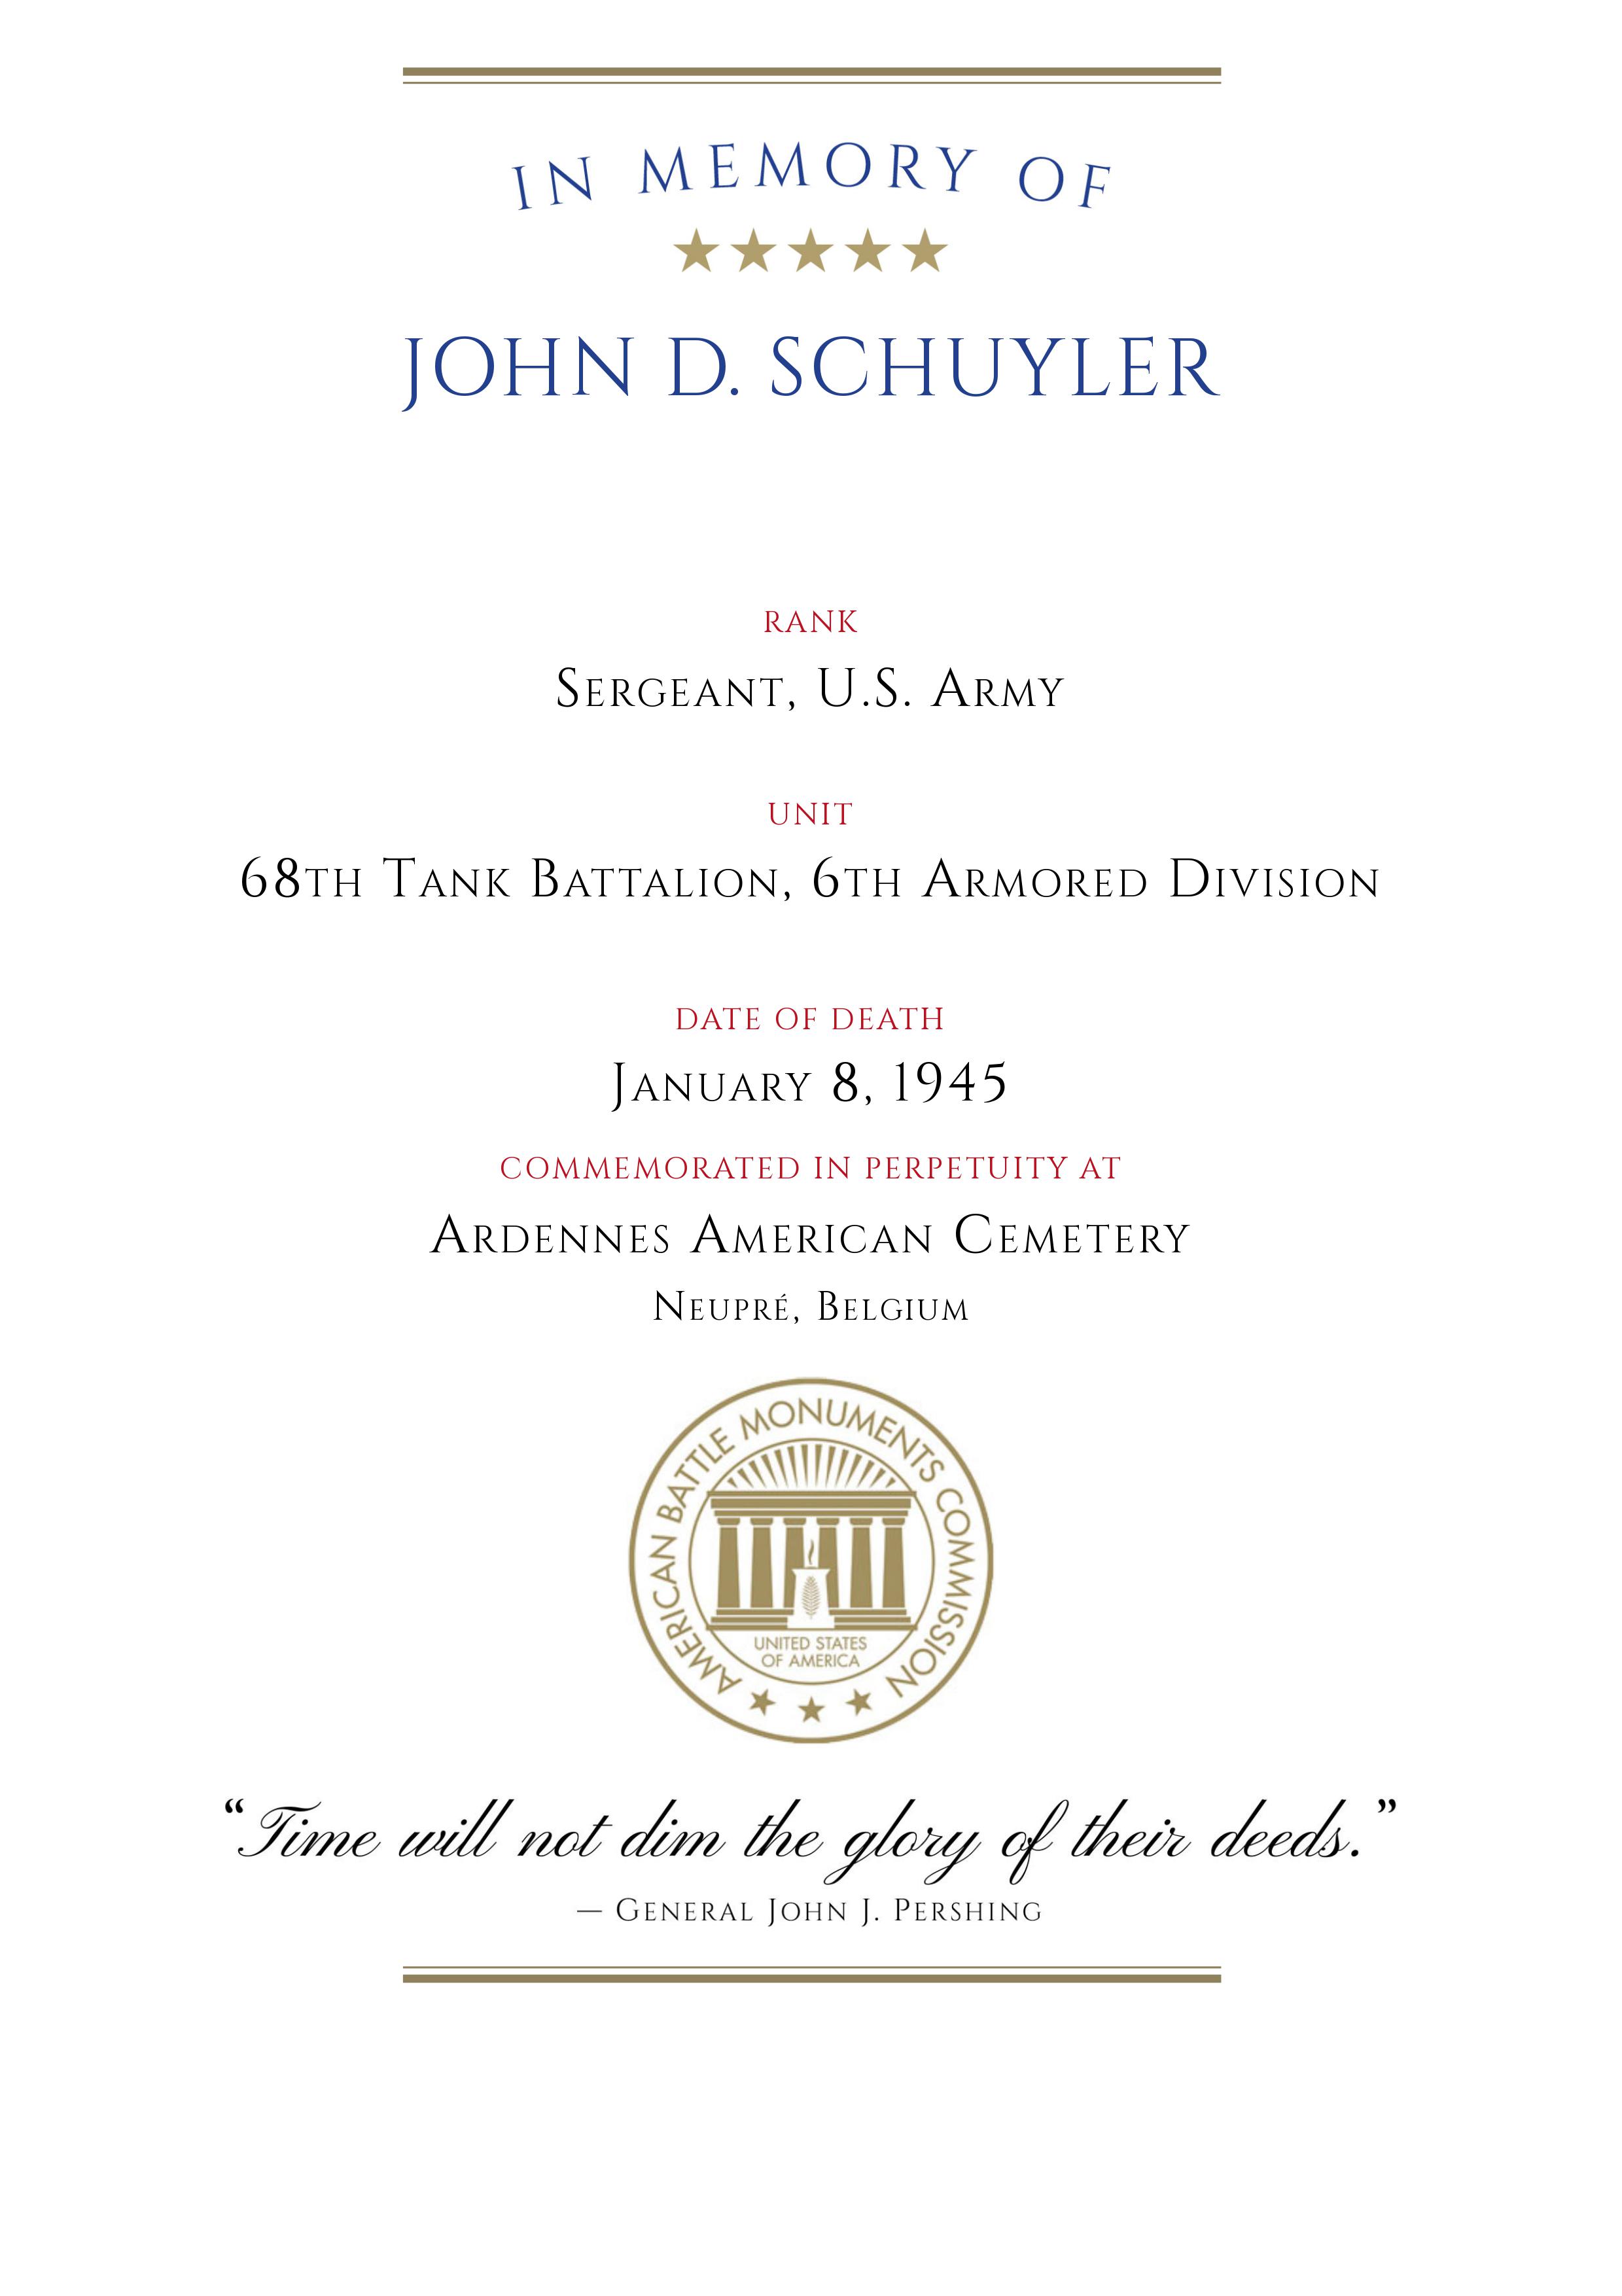 IN MEMORY OF
JOHN D. SCHUYLER
RANK
Sergeant, U.S. Army
UNIT
68th Tank Battalion, 6th Armored Division
DATE OF DEATH
January 8, 1945
COMMEMORATED IN PERPETUITY AT
Ardennes American Cemetery
Neupré, Belgium
AMERICAN BATTLE MONUMENTS COMMISSION
UNITED STATES
OF AMERICA
“Time will not dim the glory of their deeds.”
— General John J. Pershing